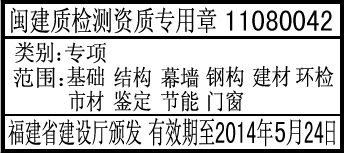 闽建质检测资质专用章 11080042
类别: 专项
范围: 基础 结构 幕墙 钢构 建材 环检
市材 鉴定 节能 门窗
福建省建设厅颁发 有效期至2014年5月24日